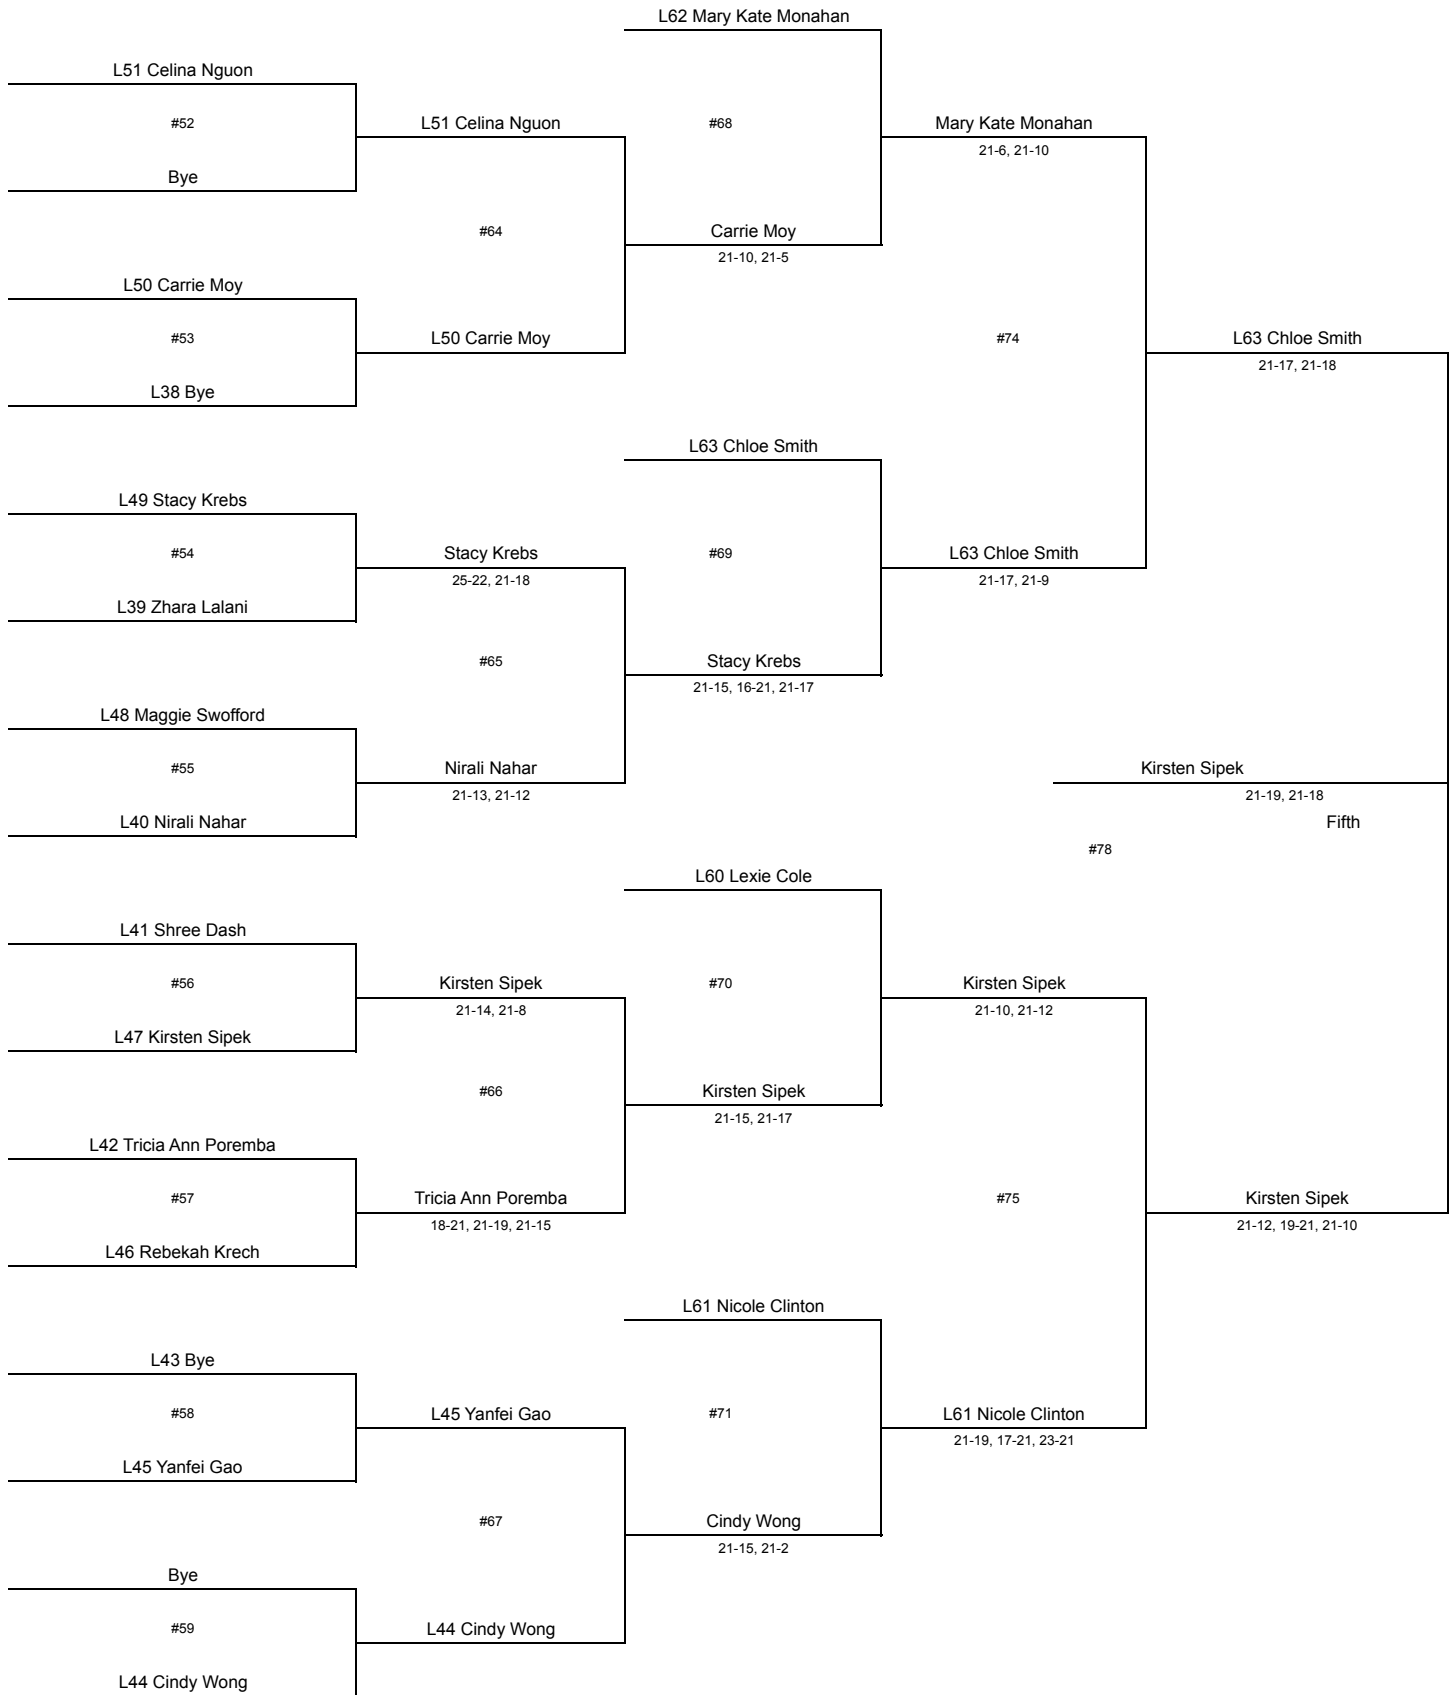 L62 Mary Kate Monahan
L51 Celina Nguon
#52
L51 Celina Nguon
#68
Mary Kate Monahan
21-6, 21-10
Bye
#64
Carrie Moy
21-10, 21-5
L50 Carrie Moy
#53
L50 Carrie Moy
#74
L63 Chloe Smith
21-17, 21-18
L38 Bye
L63 Chloe Smith
L49 Stacy Krebs
#54
Stacy Krebs
25-22, 21-18
#69
L63 Chloe Smith
21-17, 21-9
L39 Zhara Lalani
#65
Stacy Krebs
21-15, 16-21, 21-17
L48 Maggie Swofford
#55
Nirali Nahar
21-13, 21-12
Kirsten Sipek
21-19, 21-18
L40 Nirali Nahar
Fifth
#78
L60 Lexie Cole
L41 Shree Dash
#56
Kirsten Sipek
21-14, 21-8
#70
Kirsten Sipek
21-10, 21-12
L47 Kirsten Sipek
#66
Kirsten Sipek
21-15, 21-17
L42 Tricia Ann Poremba
#57
Tricia Ann Poremba
18-21, 21-19, 21-15
#75
Kirsten Sipek
21-12, 19-21, 21-10
L46 Rebekah Krech
L61 Nicole Clinton
L43 Bye
#58
L45 Yanfei Gao
#71
L61 Nicole Clinton
21-19, 17-21, 23-21
L45 Yanfei Gao
#67
Cindy Wong
21-15, 21-2
Bye
#59
L44 Cindy Wong
L44 Cindy Wong